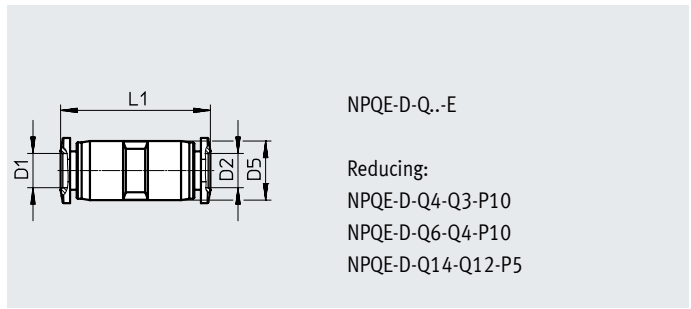 L1
D1
D2
D5
NPQE-D-Q..-E
Reducing:
NPQE-D-Q4-Q3-P10
NPQE-D-Q6-Q4-P10
NPQE-D-Q14-Q12-P5